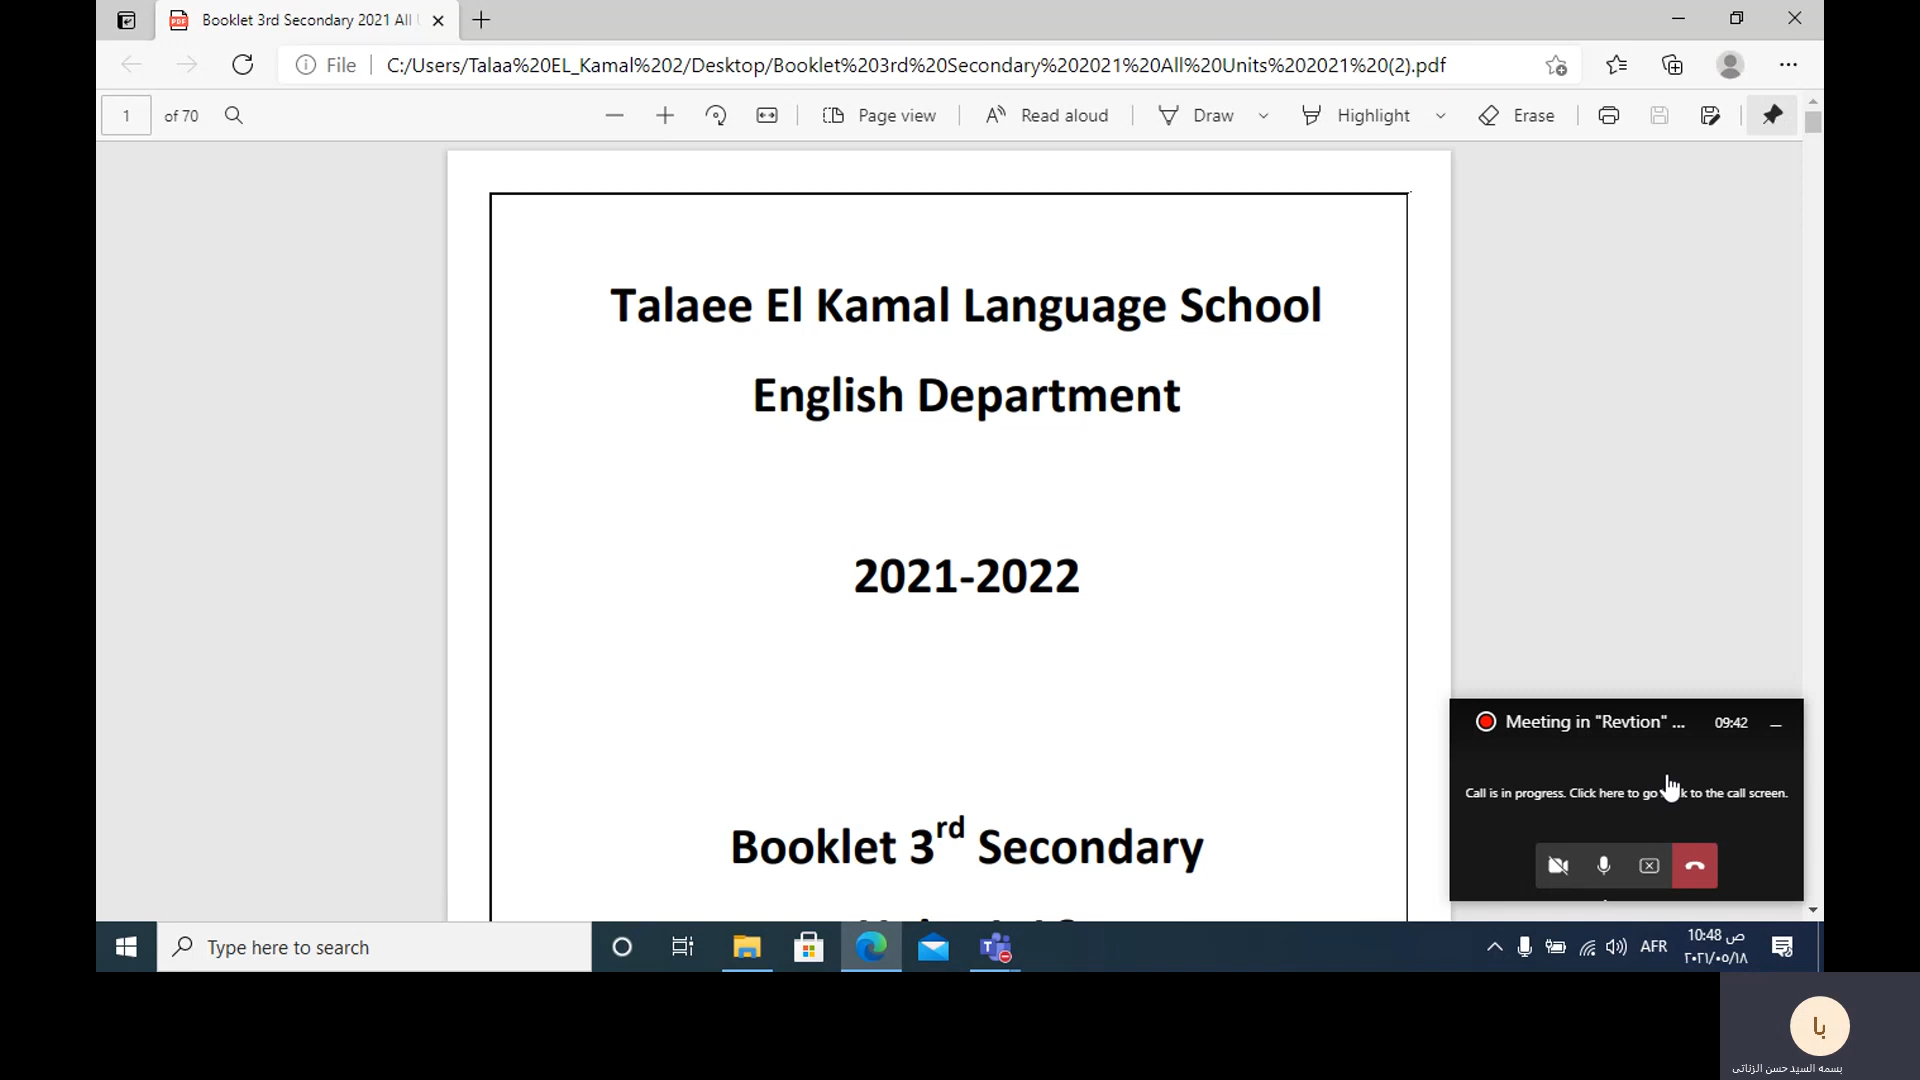 Booklet 3rd Secondary 2021 All
File
C:/Users/Talaa%20EL_Kamal%202/Desktop/Booklet%203rd%20Secondary%202021%20All%20Units%202021%20(2).pdf
1 of 70
Page view
Read aloud
Draw
Highlight
Erase
Talaee El Kamal Language School
English Department
2021-2022
Booklet 3rd Secondary
Meeting in "Revtion" ... 09:42
Call is in progress. Click here to go to the call screen.
Type here to search
AFR
10:48 ص
٢٠٢١/٠٥/١٨
با
بسمه السيد حسن الزناتى